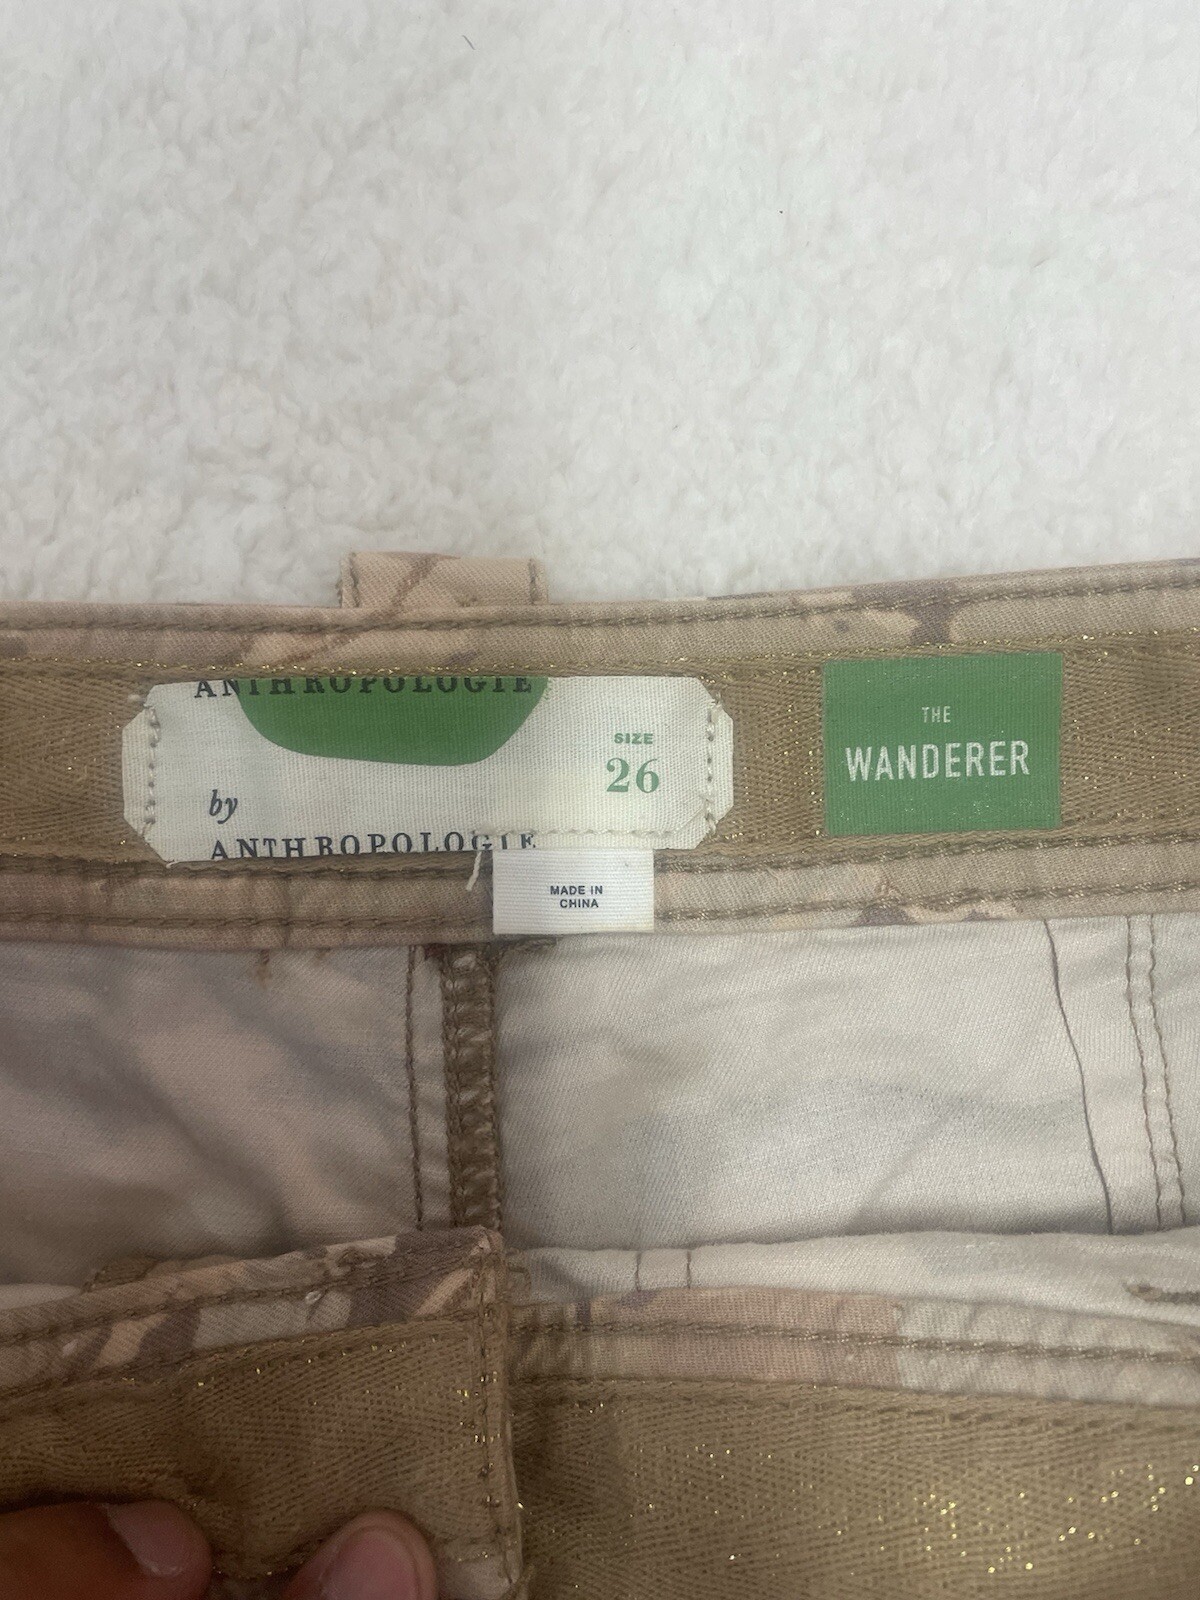 ANTHROPOLOGIE
SIZE
26
by
ANTHROPOLOGIE
THE
WANDERER
MADE IN
CHINA